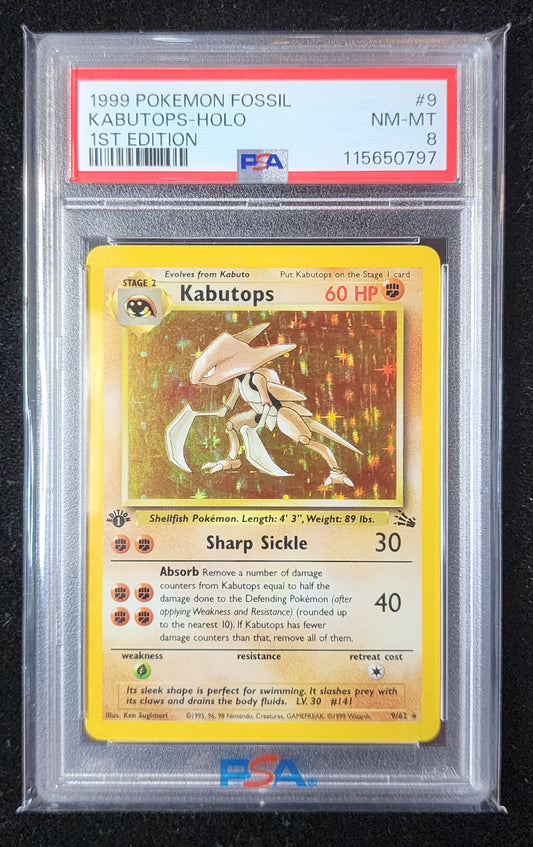 1999 POKEMON FOSSIL #9
KABUTOPS-HOLO NM-MT
1ST EDITION 8
PSA 115650797
Evolves from Kabuto Put Kabutops on the Stage 1 card
STAGE 2
Kabutops 60 HP
EDITION
1
Shellfish Pokémon. Length: 4' 3", Weight: 89 lbs.
Sharp Sickle 30
Absorb Remove a number of damage
counters from Kabutops equal to half the
damage done to the Defending Pokémon (after
applying Weakness and Resistance) (rounded up
to the nearest 10). If Kabutops has fewer
damage counters than that, remove all of them.
40
weakness resistance retreat cost
Its sleek shape is perfect for swimming. It slashes prey with
its claws and drains the body fluids. LV. 30 #141
Illus. Ken Sugimori ©1995, 96, 98 Nintendo, Creatures, GAMEFREAK. ©1999 Wizards. 9/62 ★
PSA